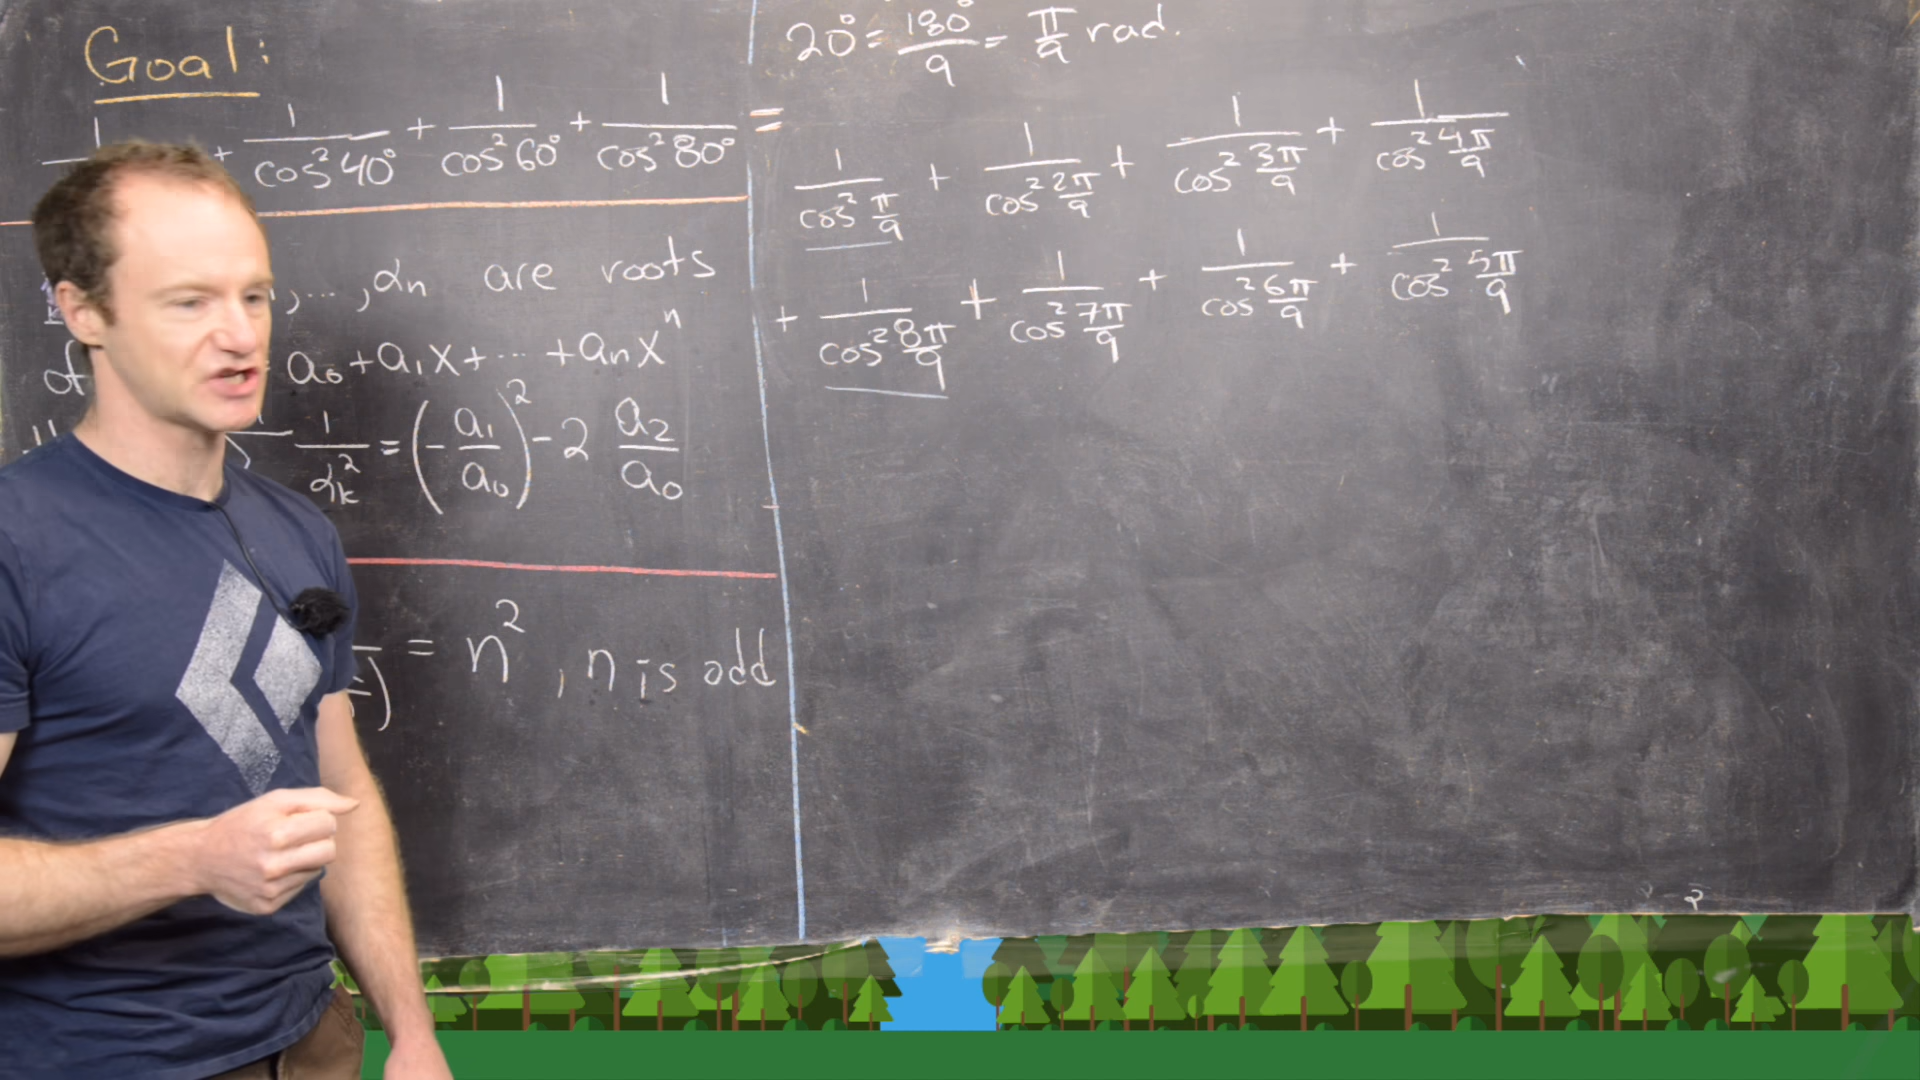 Goal:
1 + 1/cos²40° + 1/cos²60° + 1/cos²80° =
,...,αn are roots
of a₀+a₁x+...+aₙxⁿ
1/αk² = (-a₁/a₀)² - 2 a₂/a₀
= n², n is odd
20° = 180°/9 = π/9 rad.
1/cos² π/9 + 1/cos² 2π/9 + 1/cos² 3π/9 + 1/cos² 4π/9
+ 1/cos² 8π/9 + 1/cos² 7π/9 + 1/cos² 6π/9 + 1/cos² 5π/9